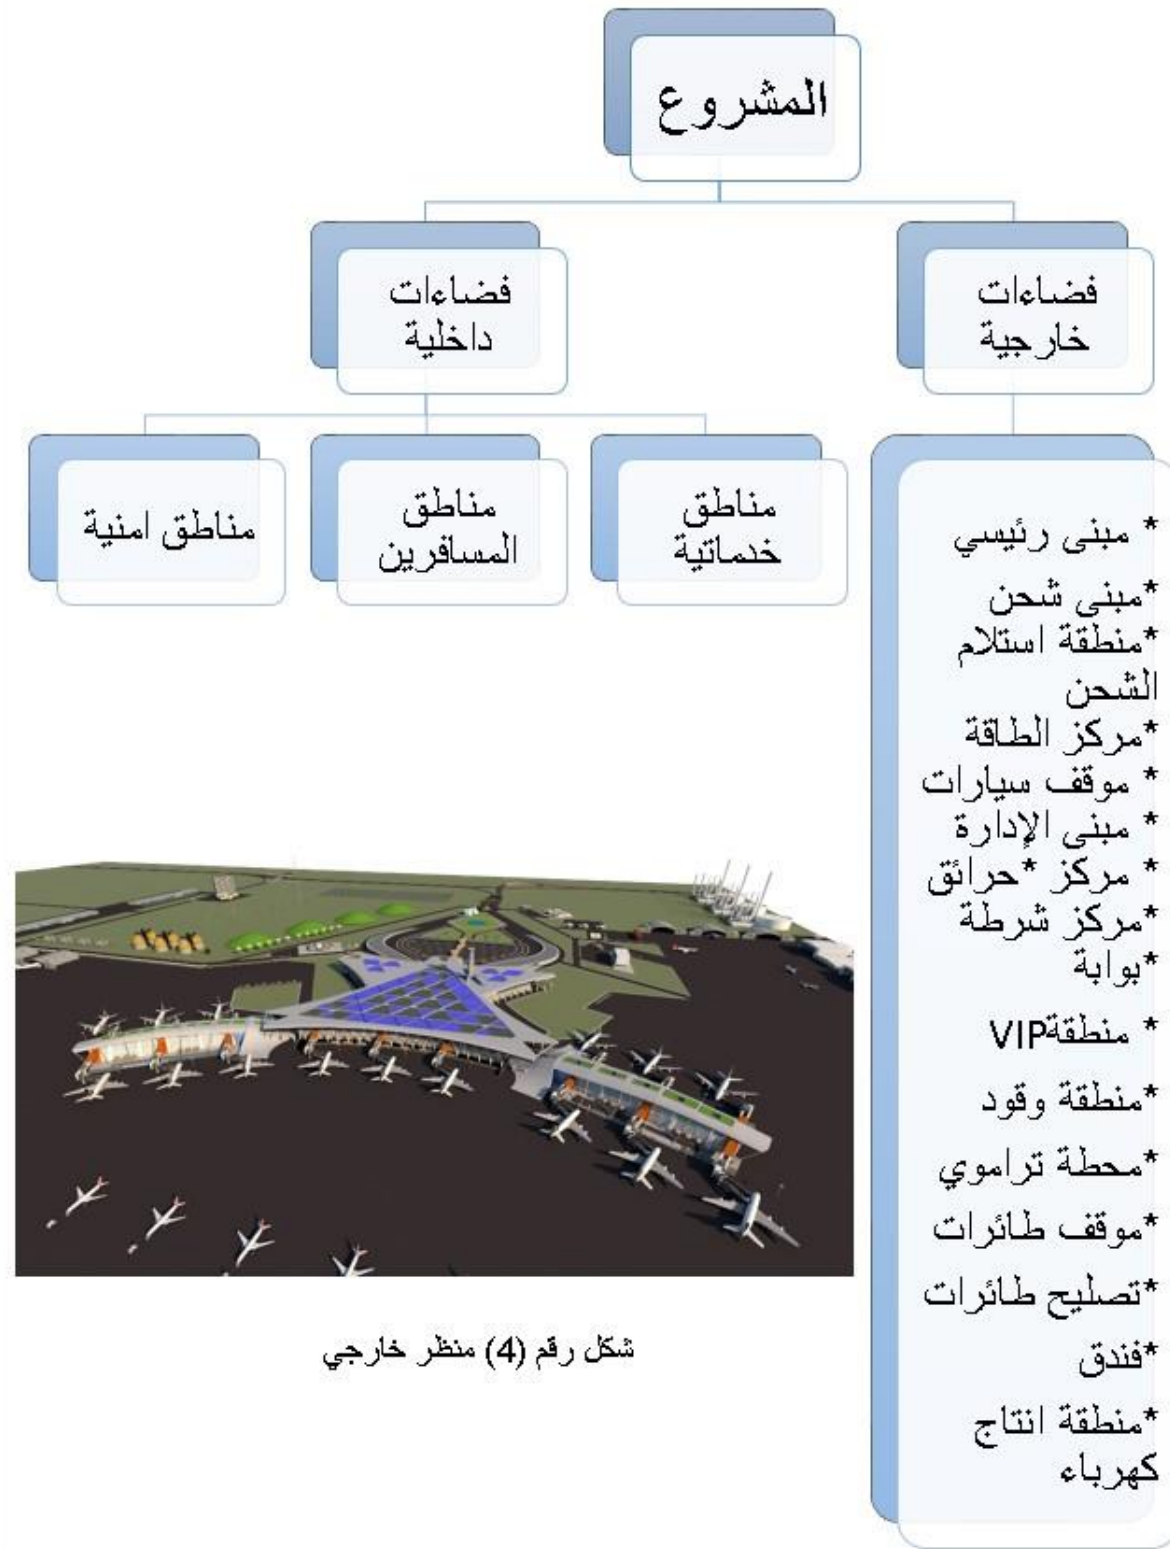 المشروع
فضاءات
خارجية
فضاءات
داخلية
مناطق
خدماتية
مناطق
المسافرين
مناطق امنية
* مبنى رئيسي
*مبنى شحن
*منطقة استلام
الشحن
*مركز الطاقة
* موقف سيارات
* مبنى الإدارة
* مركز *حرائق
*مركز شرطة
*بوابة
* منطقةVIP
*منطقة وقود
*محطة تراموي
*موقف طائرات
*تصليح طائرات
*فندق
*منطقة انتاج
كهرباء
شكل رقم (4) منظر خارجي